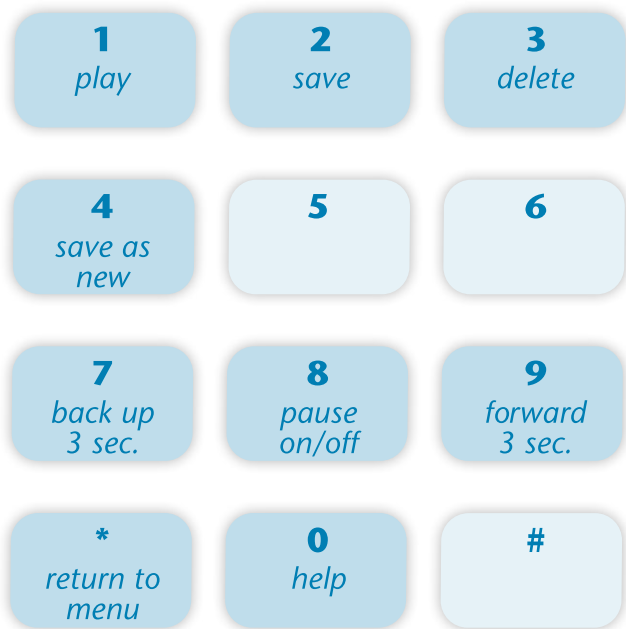 1 2 3
play save delete
4 5 6
save as
new
7 8 9
back up pause forward
3 sec. on/off 3 sec.
* 0 #
return to help
menu